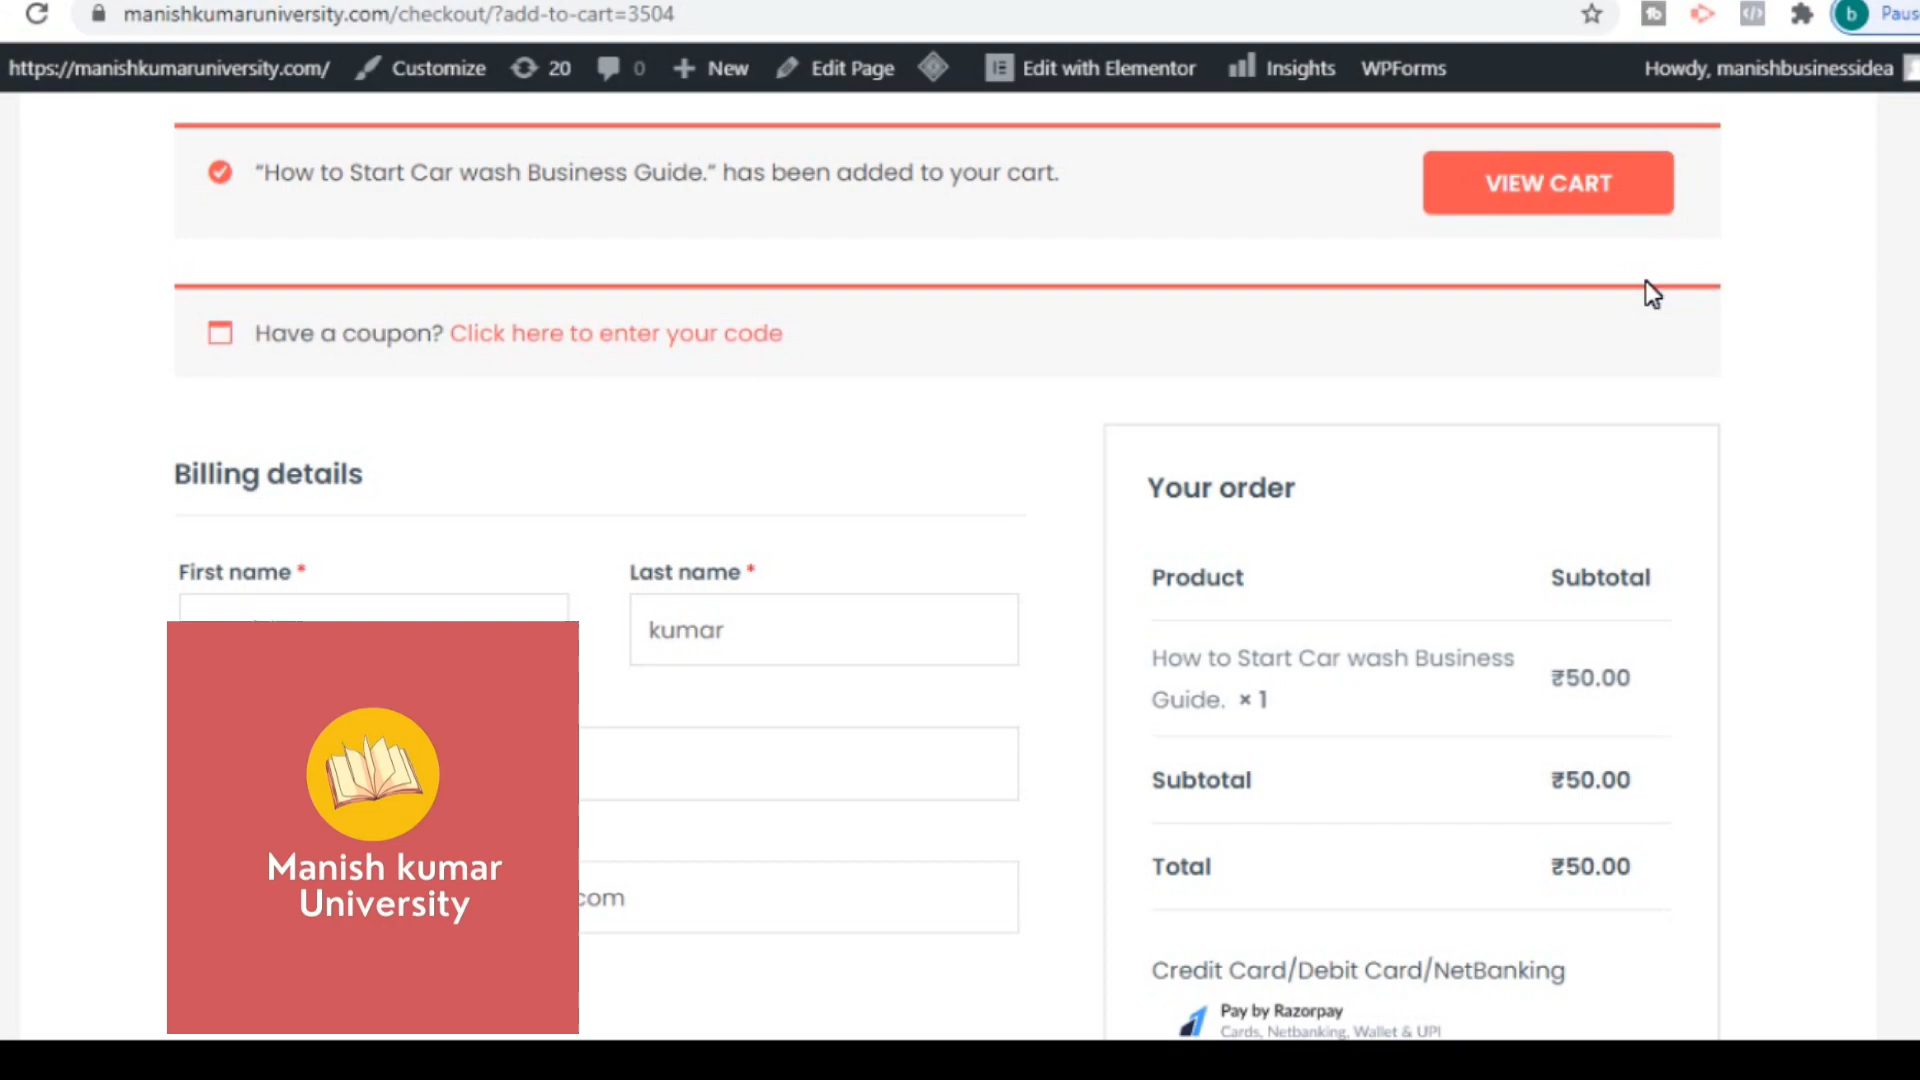 manishkumaruniversity.com/checkout/?add-to-cart=3504
b Paus
https://manishkumaruniversity.com/ Customize 20 0 New Edit Page Edit with Elementor Insights WPForms Howdy, manishbusinessidea
“How to Start Car wash Business Guide.” has been added to your cart.
VIEW CART
Have a coupon? Click here to enter your code
Billing details
First name *
Last name *
kumar
com
Manish kumar
University
Your order
Product Subtotal
How to Start Car wash Business
Guide. × 1
₹50.00
Subtotal ₹50.00
Total ₹50.00
Credit Card/Debit Card/NetBanking
Pay by Razorpay
Cards, Netbanking, Wallet & UPI